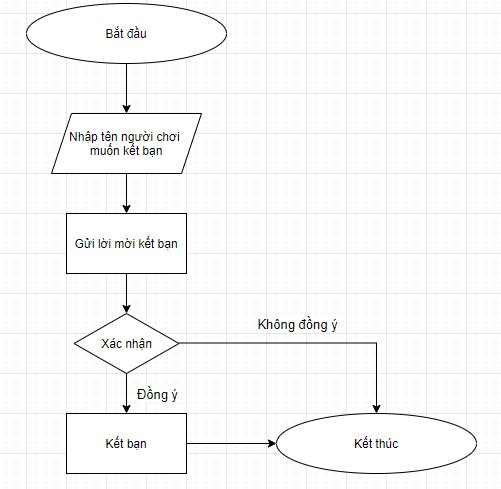 Bắt đầu
Nhập tên người chơi
muốn kết bạn
Gửi lời mời kết bạn
Xác nhận
Không đồng ý
Đồng ý
Kết bạn
Kết thúc